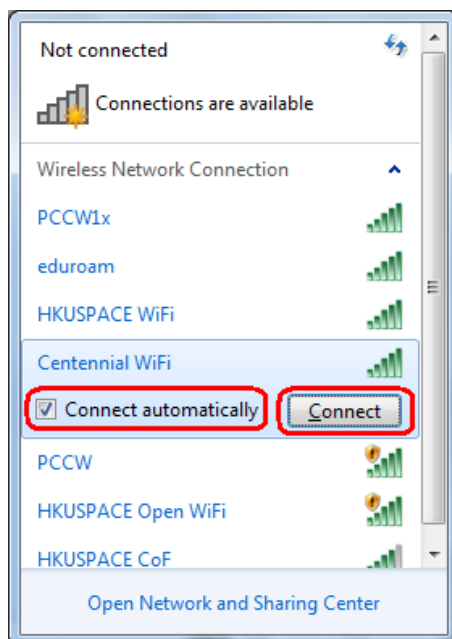 Not connected
Connections are available
Wireless Network Connection
PCCW1x
eduroam
HKUSPACE WiFi
Centennial WiFi
Connect automatically Connect
PCCW
HKUSPACE Open WiFi
HKUSPACE CoF
Open Network and Sharing Center